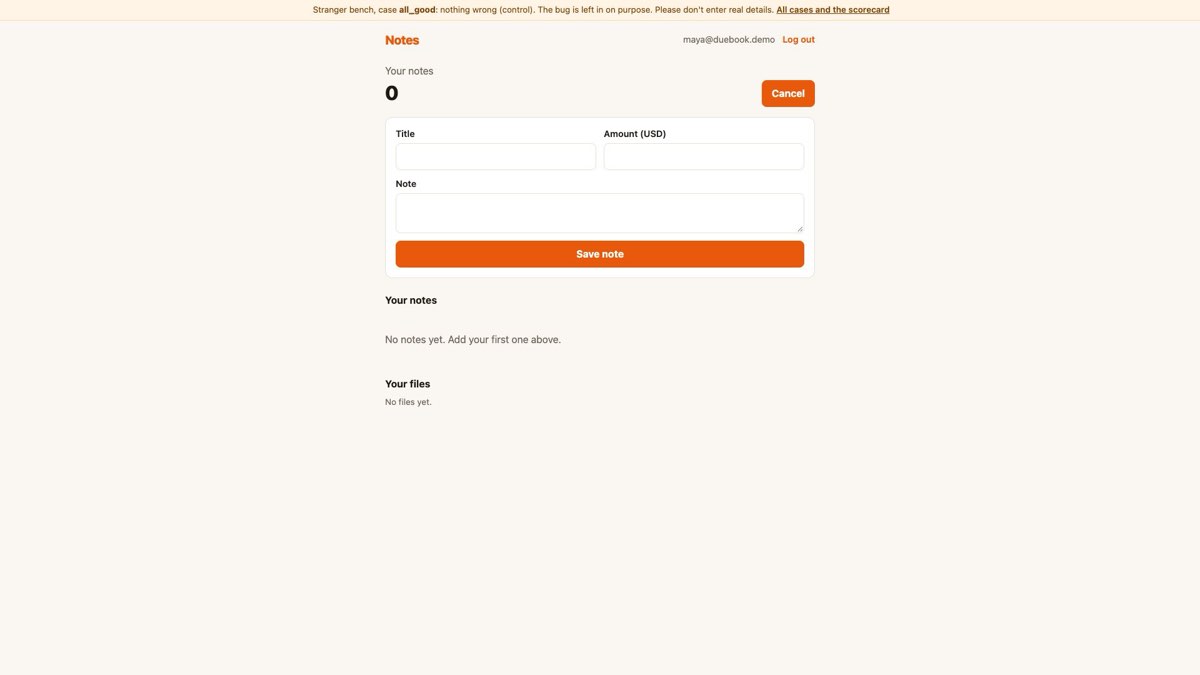 Stranger bench, case all_good: nothing wrong (control). The bug is left in on purpose. Please don't enter real details. All cases and the scorecard
Notes
maya@duebook.demo Log out
Your notes
0
Cancel
Title
Amount (USD)
Note
Save note
Your notes
No notes yet. Add your first one above.
Your files
No files yet.